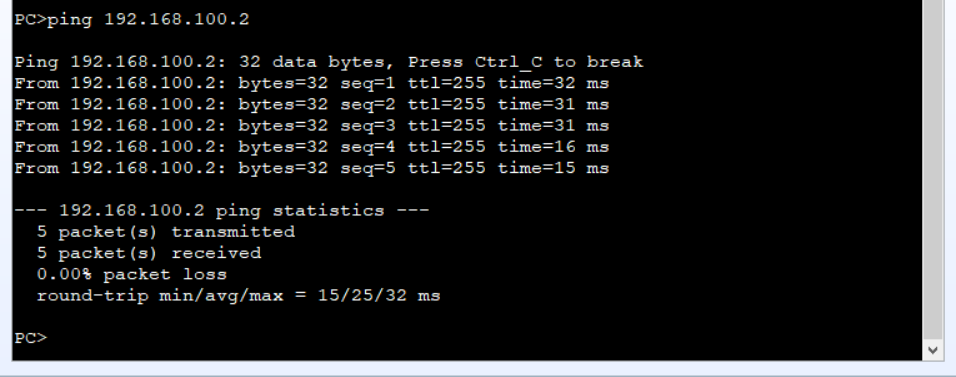 PC>ping 192.168.100.2
Ping 192.168.100.2: 32 data bytes, Press Ctrl_C to break
From 192.168.100.2: bytes=32 seq=1 ttl=255 time=32 ms
From 192.168.100.2: bytes=32 seq=2 ttl=255 time=31 ms
From 192.168.100.2: bytes=32 seq=3 ttl=255 time=31 ms
From 192.168.100.2: bytes=32 seq=4 ttl=255 time=16 ms
From 192.168.100.2: bytes=32 seq=5 ttl=255 time=15 ms
--- 192.168.100.2 ping statistics ---
5 packet(s) transmitted
5 packet(s) received
0.00% packet loss
round-trip min/avg/max = 15/25/32 ms
PC>